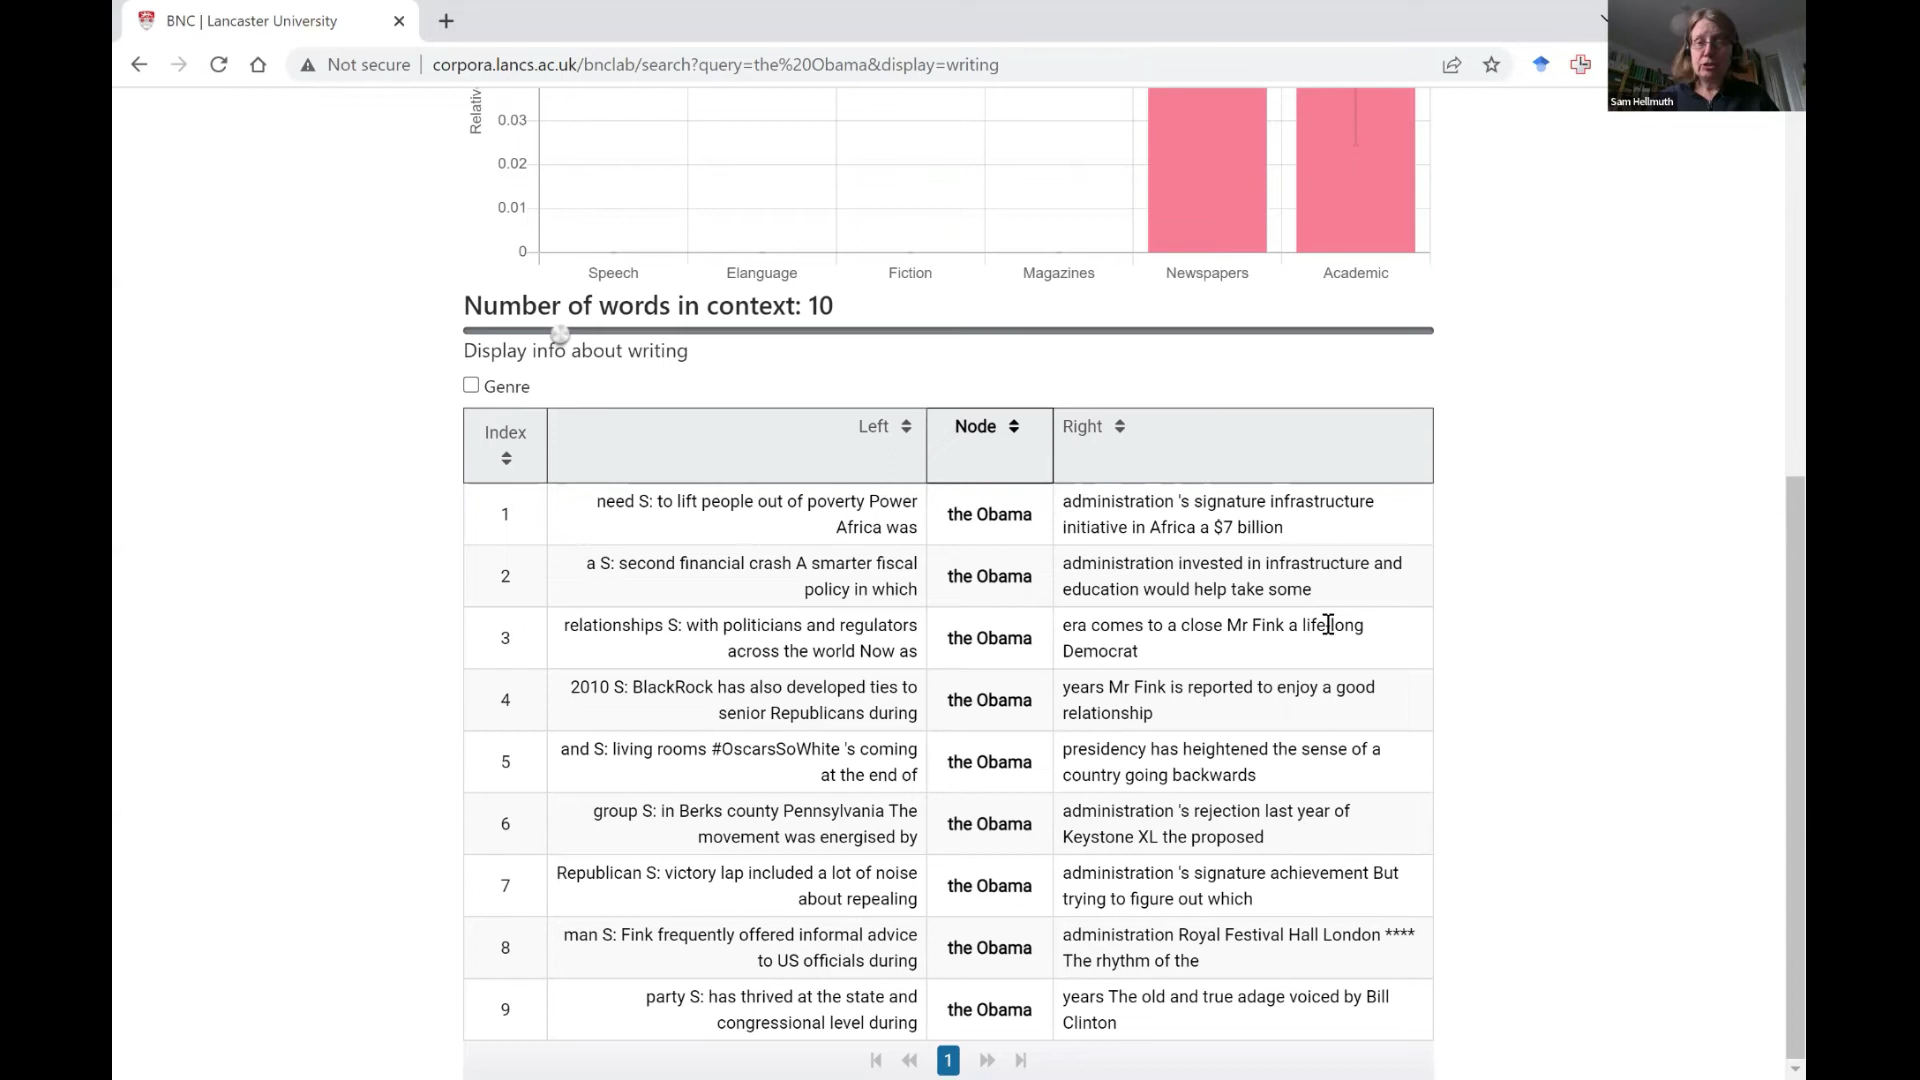 BNC | Lancaster University
Not secure
corpora.lancs.ac.uk/bnclab/search?query=the%20Obama&display=writing
Sam Hellmuth
Relativ
0.03
0.02
0.01
0
Speech Elanguage Fiction Magazines Newspapers Academic
Number of words in context: 10
Display info about writing
Genre
Index Left Node Right
1 need S: to lift people out of poverty Power the Obama administration 's signature infrastructure
Africa was initiative in Africa a $7 billion
2 a S: second financial crash A smarter fiscal the Obama administration invested in infrastructure and
policy in which education would help take some
3 relationships S: with politicians and regulators the Obama era comes to a close Mr Fink a lifelong
across the world Now as Democrat
4 2010 S: BlackRock has also developed ties to the Obama years Mr Fink is reported to enjoy a good
senior Republicans during relationship
5 and S: living rooms #OscarsSoWhite 's coming the Obama presidency has heightened the sense of a
at the end of country going backwards
6 group S: in Berks county Pennsylvania The the Obama administration 's rejection last year of
movement was energised by Keystone XL the proposed
7 Republican S: victory lap included a lot of noise the Obama administration 's signature achievement But
about repealing trying to figure out which
8 man S: Fink frequently offered informal advice the Obama administration Royal Festival Hall London ****
to US officials during The rhythm of the
9 party S: has thrived at the state and the Obama years The old and true adage voiced by Bill
congressional level during Clinton
1